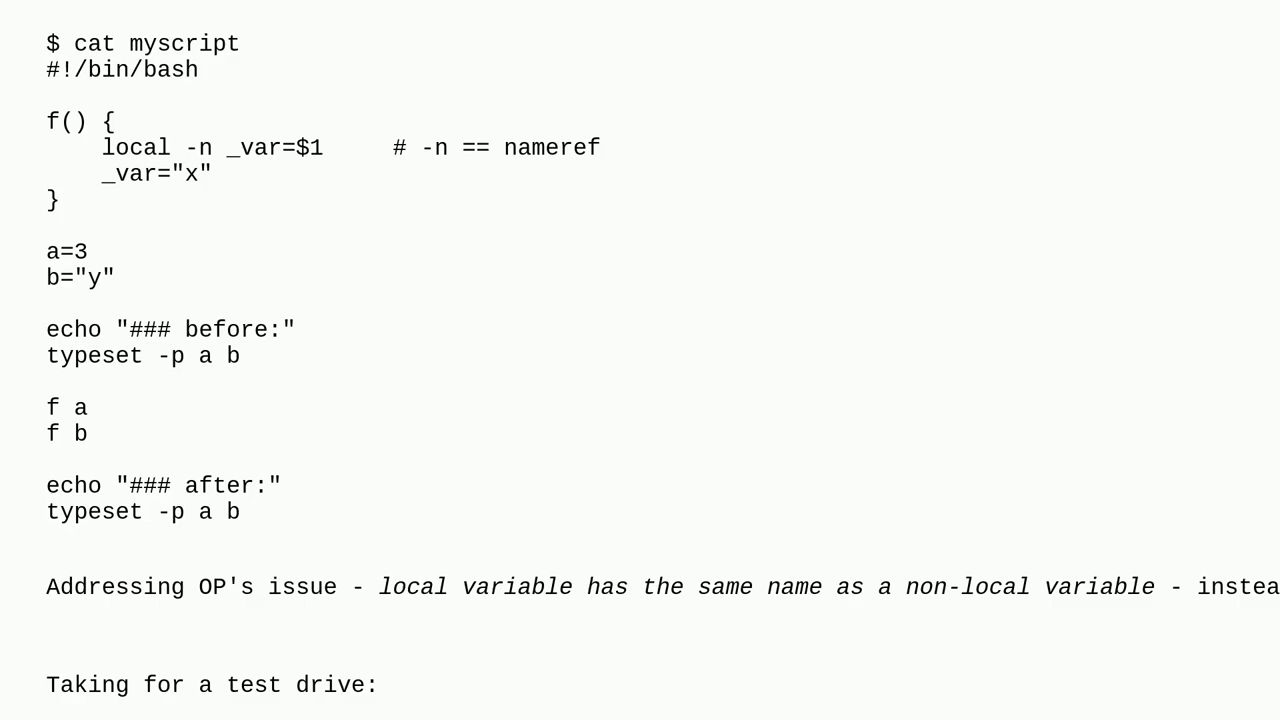 $ cat myscript
#!/bin/bash
f() {
local -n _var=$1     # -n == nameref
_var="x"
}
a=3
b="y"
echo "### before:"
typeset -p a b
f a
f b
echo "### after:"
typeset -p a b
Addressing OP's issue - local variable has the same name as a non-local variable - instea
Taking for a test drive: